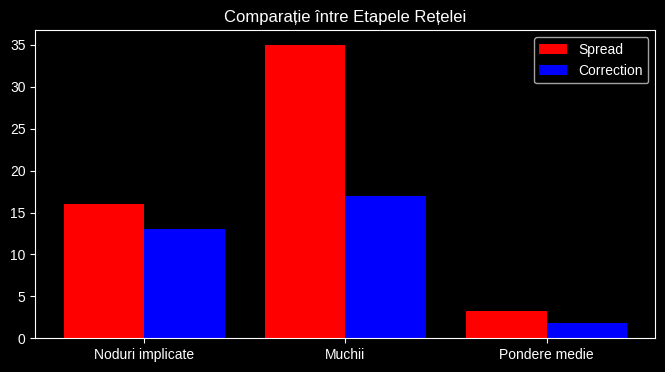 Comparație între Etapele Rețelei
Spread
Correction
35
30
25
20
15
10
5
0
Noduri implicate
Muchii
Pondere medie